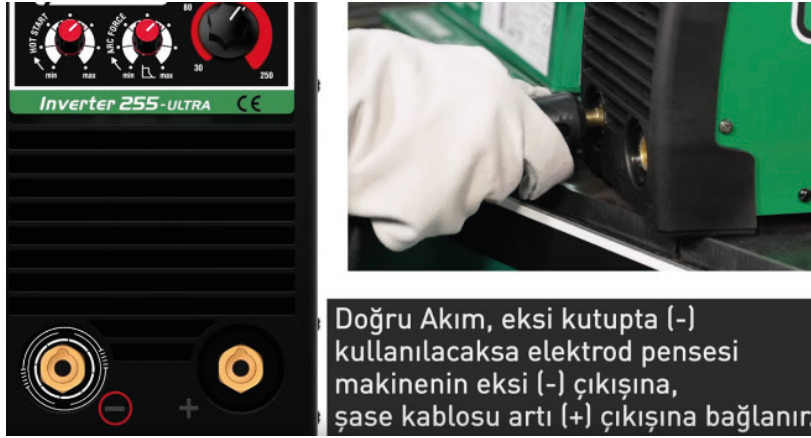 80
HOT START
ARC FORCE
min max min max
30 250
Inverter 255-ULTRA CE
Doğru Akım, eksi kutupta (-)
kullanılacaksa elektrod pensesi
makinenin eksi (-) çıkışına,
şase kablosu artı (+) çıkışına bağlanır
- +